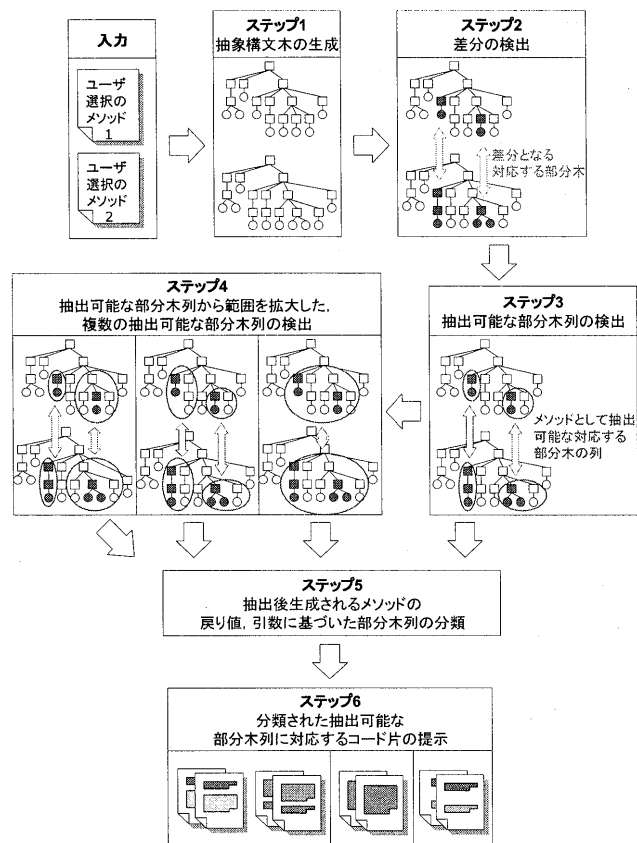 入力
ユーザ
選択の
メソッド
1
ユーザ
選択の
メソッド
2
ステップ1
抽象構文木の生成
ステップ2
差分の検出
差分となる
対応する部分木
ステップ3
抽出可能な部分木列の検出
メソッドとして抽出
可能な対応する
部分木の列
ステップ4
抽出可能な部分木列から範囲を拡大した,
複数の抽出可能な部分木列の検出
ステップ5
抽出後生成されるメソッドの
戻り値, 引数に基づいた部分木列の分類
ステップ6
分類された抽出可能な
部分木列に対応するコード片の提示